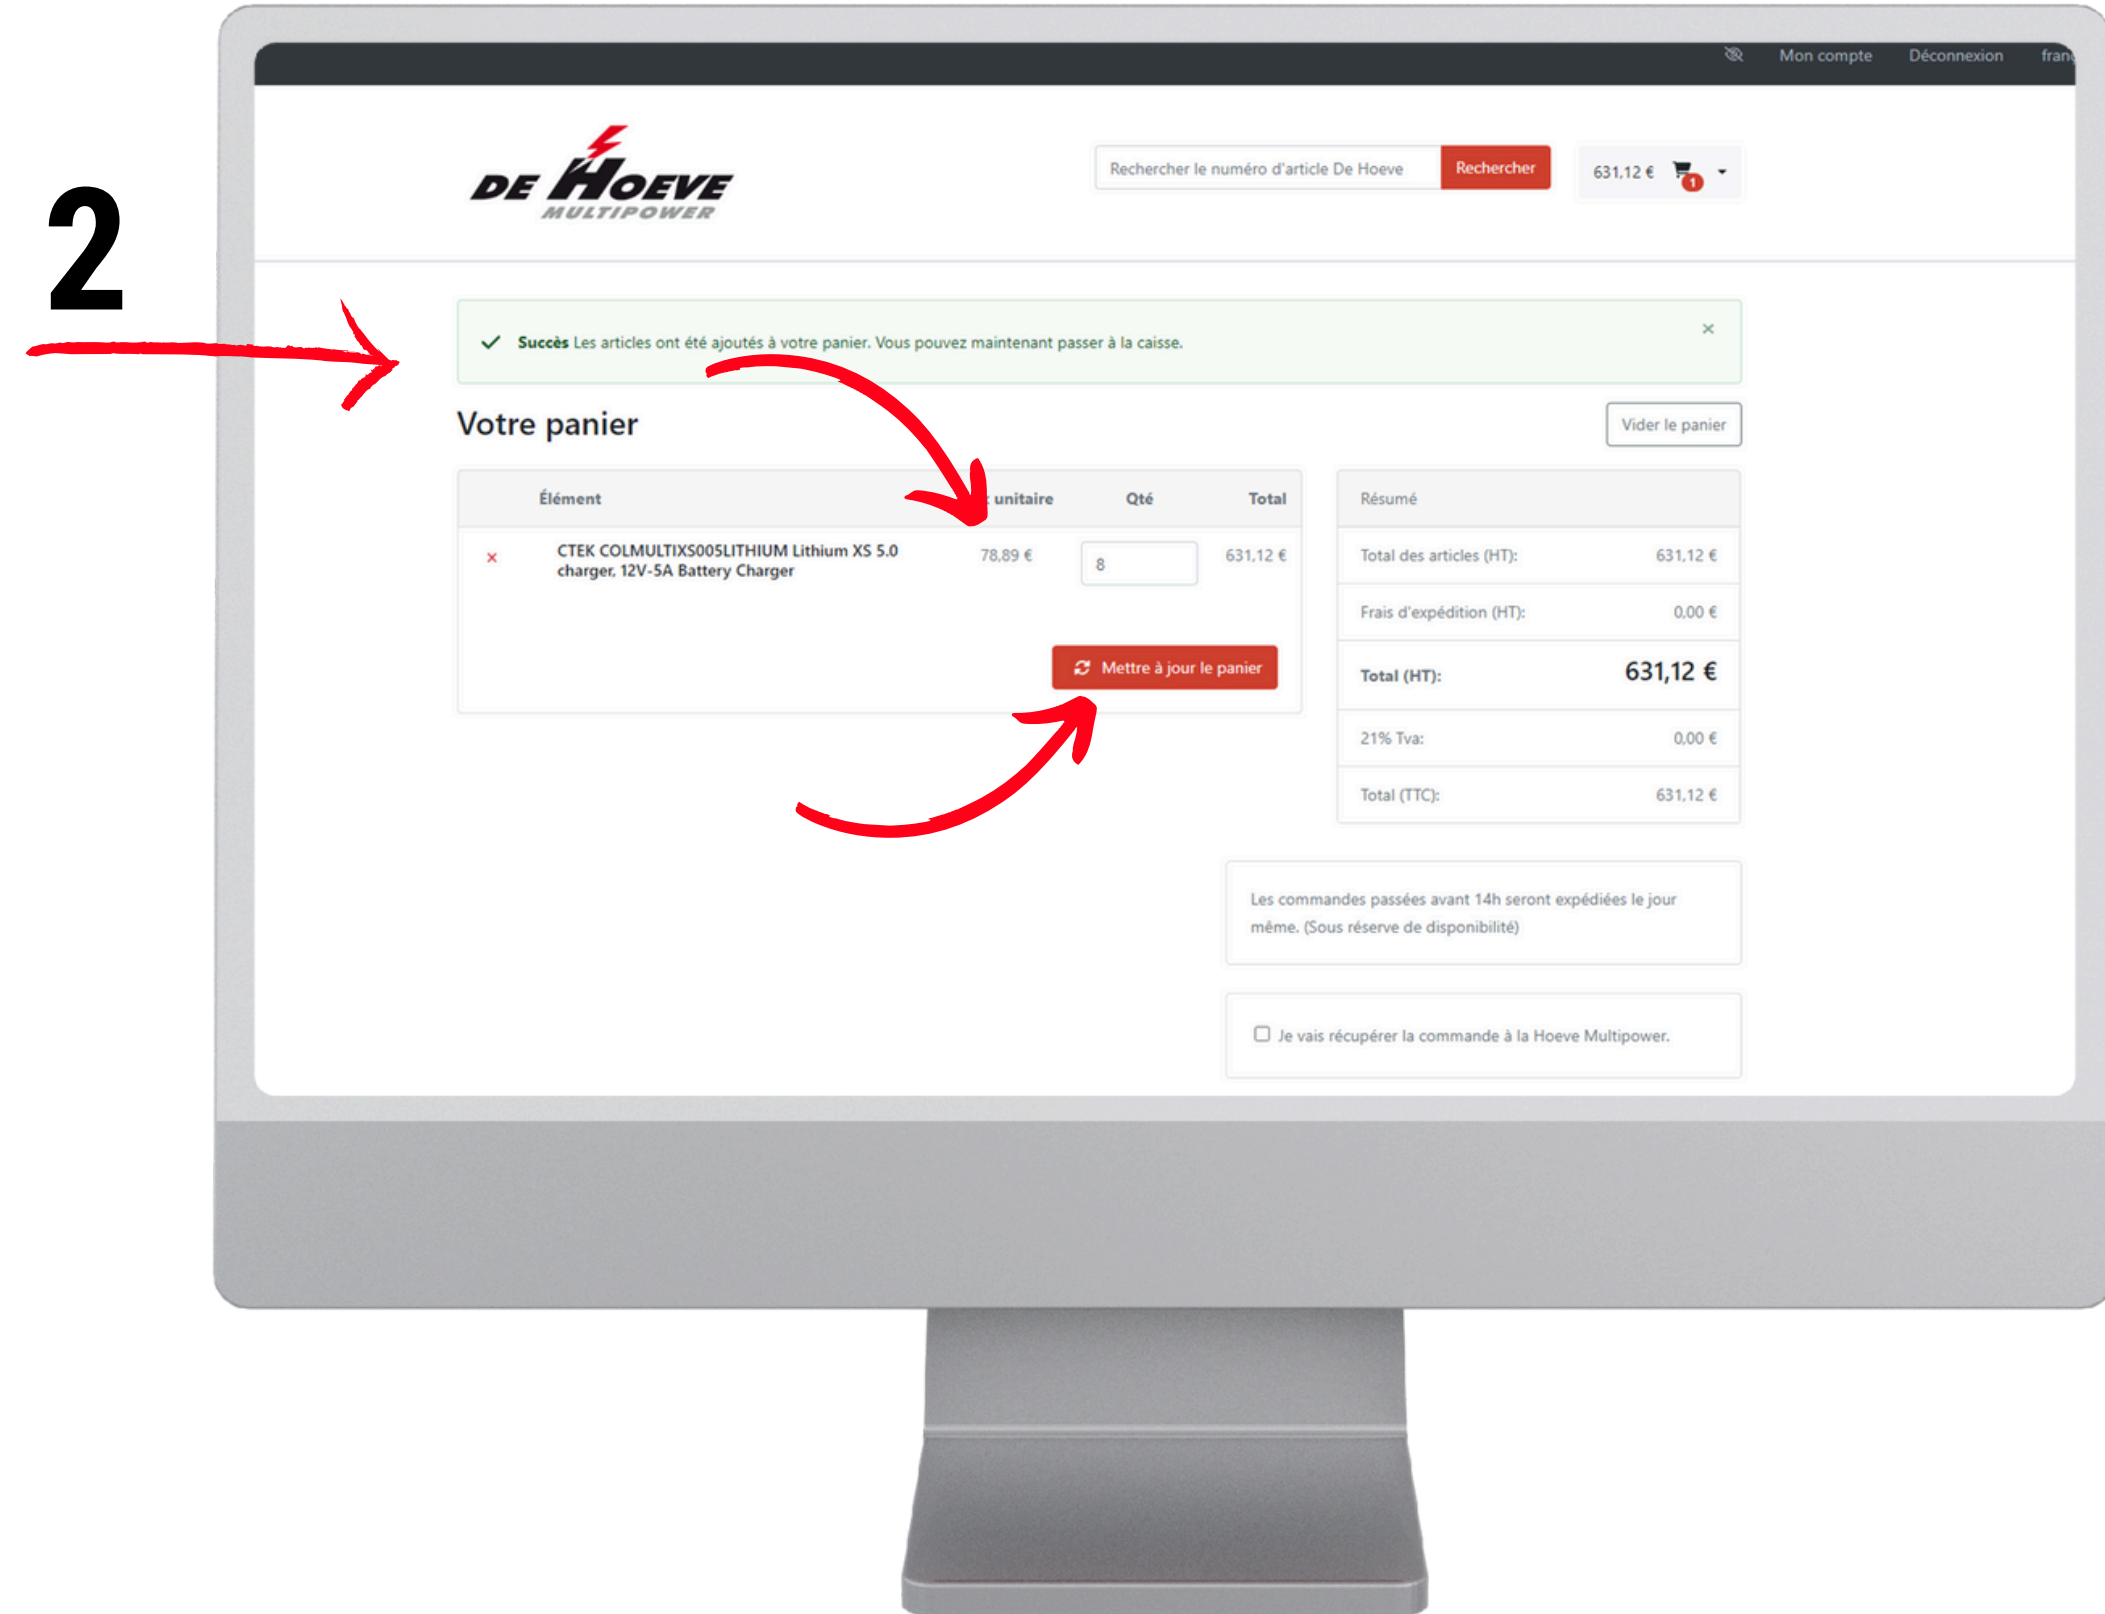 2
Mon compte Déconnexion
DE HOEVE
MULTIPOWER
Rechercher le numéro d'article De Hoeve Rechercher 631,12 € 1
Succès Les articles ont été ajoutés à votre panier. Vous pouvez maintenant passer à la caisse. ×
Votre panier Vider le panier
Élément unitaire Qté Total
× CTEK COLMULTIXS005LITHIUM Lithium XS 5.0 78,89 € 8 631,12 €
charger, 12V-5A Battery Charger
Mettre à jour le panier
Résumé
Total des articles (HT): 631,12 €
Frais d'expédition (HT): 0,00 €
Total (HT): 631,12 €
21% Tva: 0,00 €
Total (TTC): 631,12 €
Les commandes passées avant 14h seront expédiées le jour
même. (Sous réserve de disponibilité)
Je vais récupérer la commande à la Hoeve Multipower.